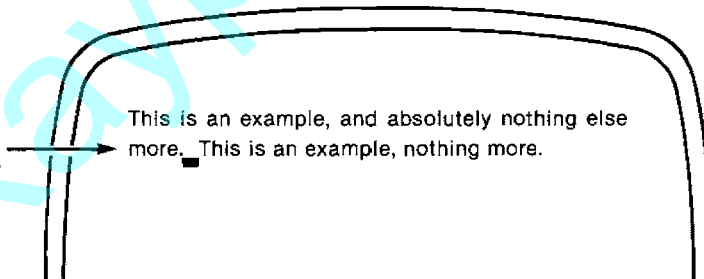 This is an example, and absolutely nothing else
more. This is an example, nothing more.